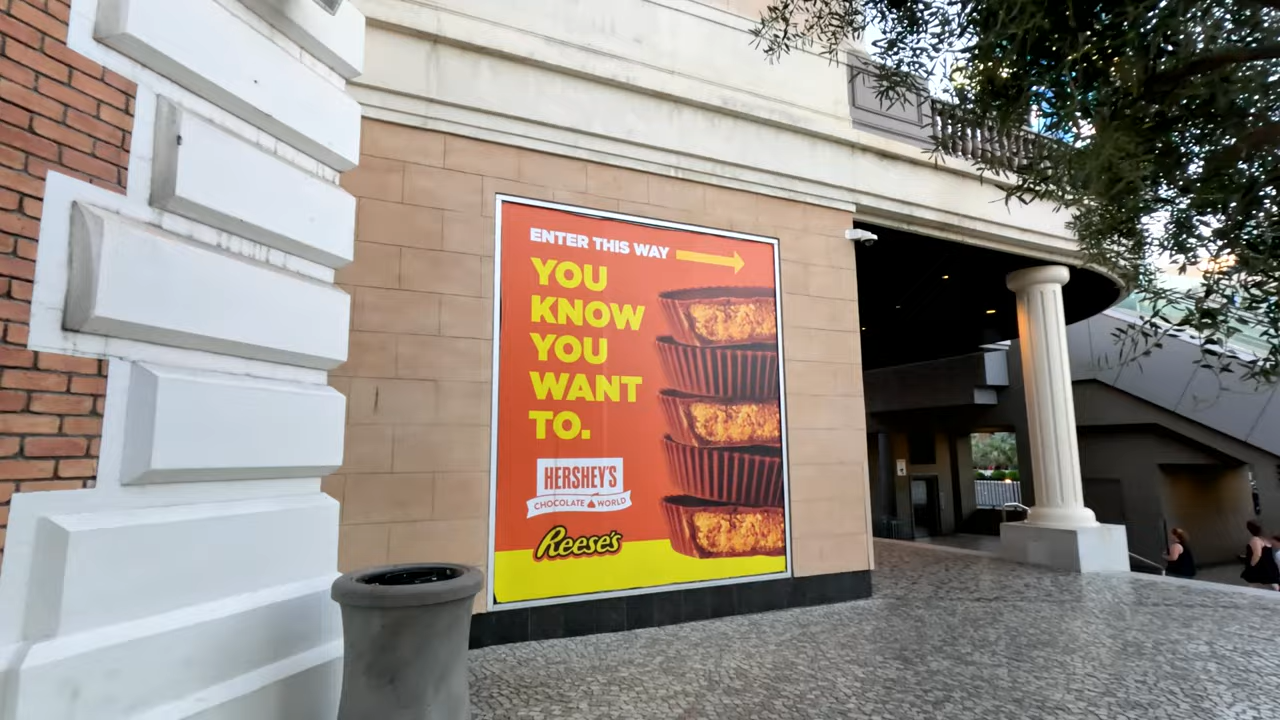 ENTER THIS WAY
YOU
KNOW
YOU
WANT
TO.
HERSHEY'S
CHOCOLATE WORLD
Reese's